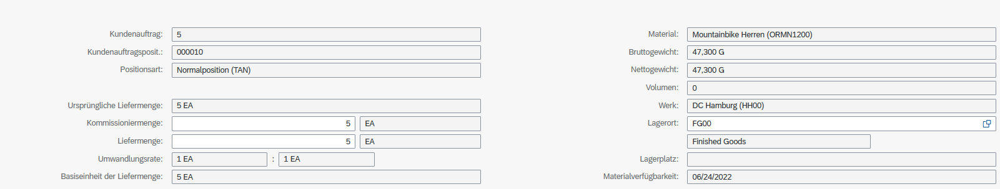 Kundenauftrag: 5
Kundenauftragsposit.: 000010
Positionsart: Normalposition (TAN)
Ursprüngliche Liefermenge: 5 EA
Kommissioniermenge: 5 EA
Liefermenge: 5 EA
Umwandlungsrate: 1 EA : 1 EA
Basiseinheit der Liefermenge: 5 EA
Material: Mountainbike Herren (ORMN1200)
Bruttogewicht: 47,300 G
Nettogewicht: 47,300 G
Volumen: 0
Werk: DC Hamburg (HH00)
Lagerort: FG00
Finished Goods
Lagerplatz:
Materialverfügbarkeit: 06/24/2022